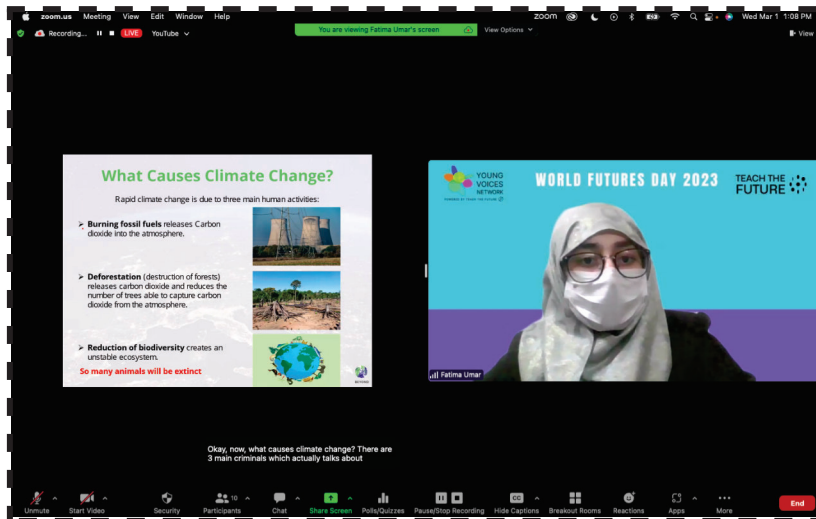 zoom.us Meeting View Edit Window Help
zoom Wed Mar 1 1:08 PM
Recording... LIVE YouTube
You are viewing Fatima Umar's screen View Options
View
What Causes Climate Change?
Rapid climate change is due to three main human activities:
➢ Burning fossil fuels releases Carbon
dioxide into the atmosphere.
➢ Deforestation (destruction of forests)
releases carbon dioxide and reduces the
number of trees able to capture carbon
dioxide from the atmosphere.
➢ Reduction of biodiversity creates an
unstable ecosystem.
So many animals will be extinct
YOUNG
VOICES
NETWORK
POWERED BY TEACH THE FUTURE
WORLD FUTURES DAY 2023
TEACH THE
FUTURE
Fatima Umar
Okay, now, what causes climate change? There are
3 main criminals which actually talks about
10
Unmute Start Video Security Participants Chat Share Screen Polls/Quizzes Pause/Stop Recording Hide Captions Breakout Rooms Reactions Apps More End